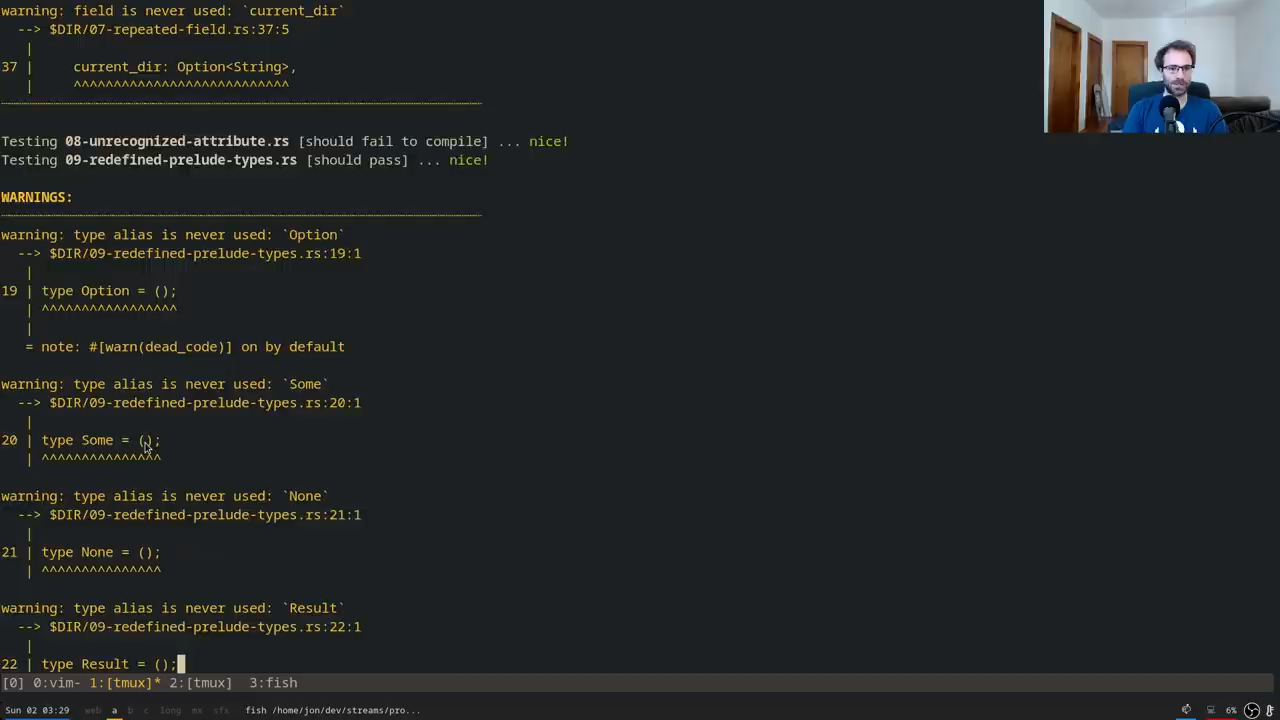 warning: field is never used: `current_dir`
  --> $DIR/07-repeated-field.rs:37:5
   |
37 |     current_dir: Option<String>,
   |     ^^^^^^^^^^^^^^^^^^^^^^^^^^^
Testing 08-unrecognized-attribute.rs [should fail to compile] ... nice!
Testing 09-redefined-prelude-types.rs [should pass] ... nice!
WARNINGS:
warning: type alias is never used: `Option`
  --> $DIR/09-redefined-prelude-types.rs:19:1
   |
19 | type Option = ();
   | ^^^^^^^^^^^^^^^^^
   |
   = note: #[warn(dead_code)] on by default
warning: type alias is never used: `Some`
  --> $DIR/09-redefined-prelude-types.rs:20:1
   |
20 | type Some = ();
   | ^^^^^^^^^^^^^^^
warning: type alias is never used: `None`
  --> $DIR/09-redefined-prelude-types.rs:21:1
   |
21 | type None = ();
   | ^^^^^^^^^^^^^^^
warning: type alias is never used: `Result`
  --> $DIR/09-redefined-prelude-types.rs:22:1
   |
22 | type Result = ();
[0] 0:vim- 1:[tmux]* 2:[tmux]  3:fish
Sun 02 03:29 web a b c long mx sfx fish /home/jon/dev/streams/pro... 6%